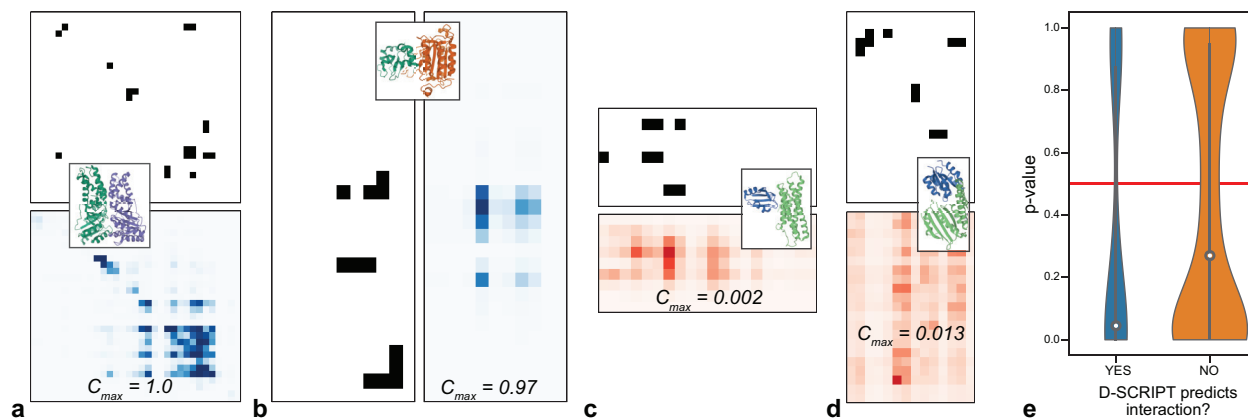 a
C_max = 1.0
b
C_max = 0.97
c
C_max = 0.002
d
C_max = 0.013
e
p-value
1.0
0.8
0.6
0.4
0.2
0.0
YES
NO
D-SCRIPT predicts
interaction?